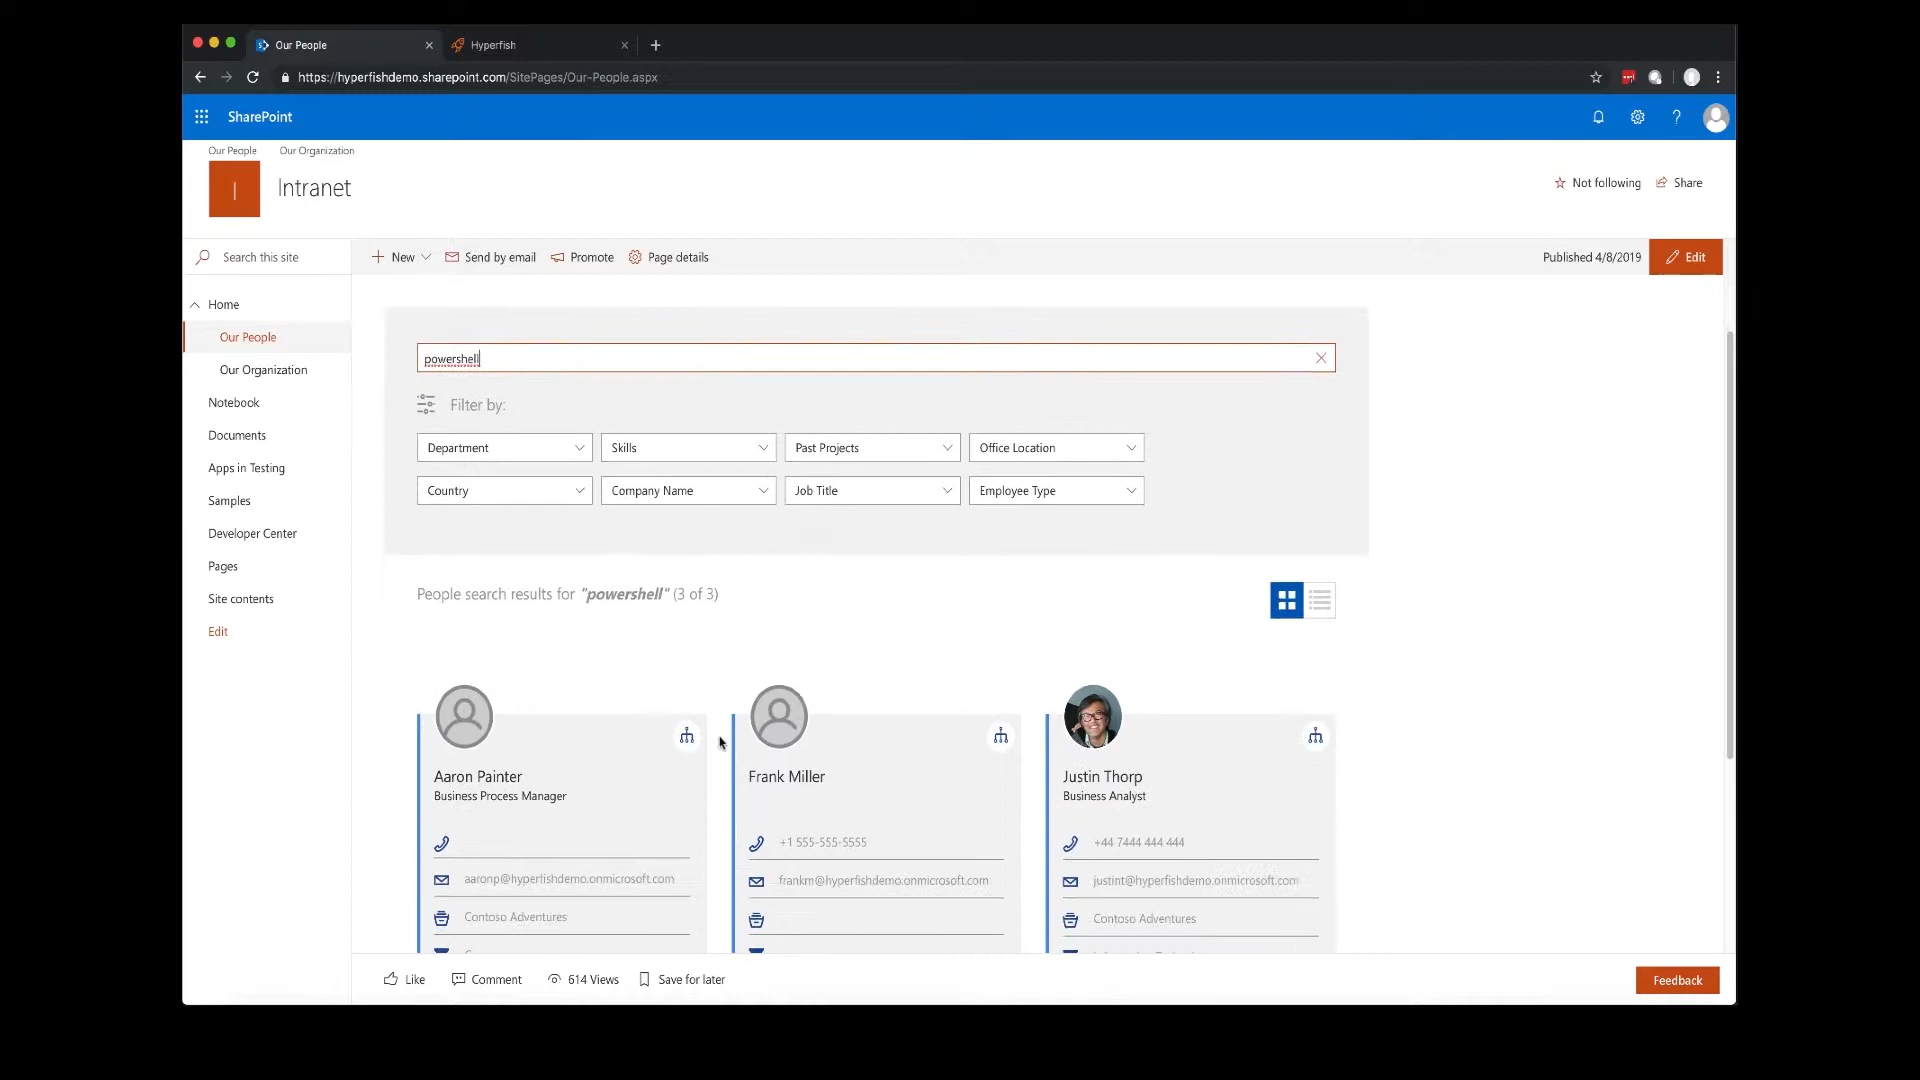 Our People
Hyperfish
https://hyperfishdemo.sharepoint.com/SitePages/Our-People.aspx
SharePoint
Our People Our Organization
I
Intranet
Not following Share
Search this site
New Send by email Promote Page details
Published 4/8/2019 Edit
Home
Our People
Our Organization
Notebook
Documents
Apps in Testing
Samples
Developer Center
Pages
Site contents
Edit
powershell
Filter by:
Department Skills Past Projects Office Location
Country Company Name Job Title Employee Type
People search results for "powershell" (3 of 3)
Aaron Painter
Business Process Manager
aaronp@hyperfishdemo.onmicrosoft.com
Contoso Adventures
Frank Miller
+1 555-555-5555
frankm@hyperfishdemo.onmicrosoft.com
Justin Thorp
Business Analyst
+44 7444 444 444
justint@hyperfishdemo.onmicrosoft.com
Contoso Adventures
Like Comment 614 Views Save for later
Feedback